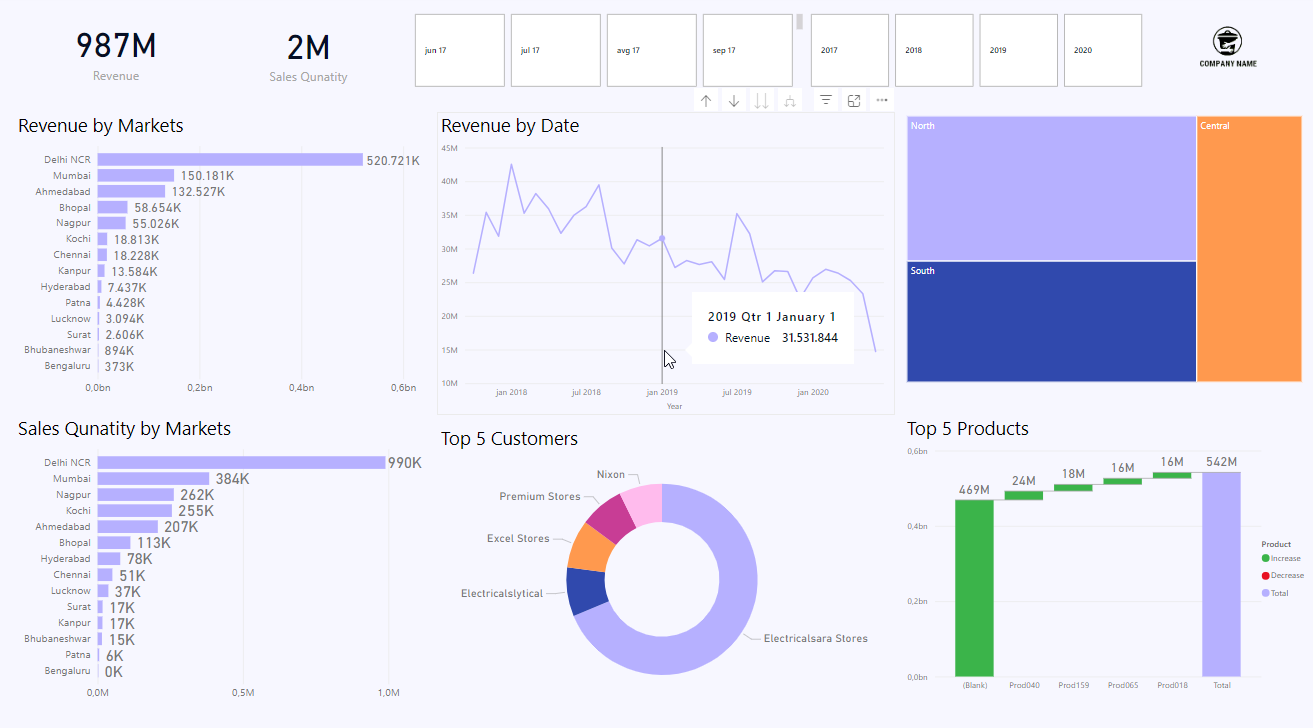 987M
Revenue
2M
Sales Qunatity
jun 17
jul 17
avg 17
sep 17
2017
2018
2019
2020
COMPANY NAME
Revenue by Markets
Delhi NCR 520.721K
Mumbai 150.181K
Ahmedabad 132.527K
Bhopal 58.654K
Nagpur 55.026K
Kochi 18.813K
Chennai 18.228K
Kanpur 13.584K
Hyderabad 7.437K
Patna 4.428K
Lucknow 3.094K
Surat 2.606K
Bhubaneshwar 894K
Bengaluru 373K
0,0bn 0,2bn 0,4bn 0,6bn
Revenue by Date
45M
40M
35M
30M
25M
20M
15M
10M
2019 Qtr 1 January 1
Revenue 31.531.844
jan 2018 jul 2018 jan 2019 jul 2019 jan 2020
Year
North
Central
South
Sales Qunatity by Markets
Delhi NCR 990K
Mumbai 384K
Nagpur 262K
Kochi 255K
Ahmedabad 207K
Bhopal 113K
Hyderabad 78K
Chennai 51K
Lucknow 37K
Surat 17K
Kanpur 17K
Bhubaneshwar 15K
Patna 6K
Bengaluru 0K
0,0M 0,5M 1,0M
Top 5 Customers
Nixon
Premium Stores
Excel Stores
Electricalslytical
Electricalsara Stores
Top 5 Products
0,6bn
0,4bn
0,2bn
0,0bn
469M 24M 18M 16M 16M 542M
(Blank) Prod040 Prod159 Prod065 Prod018 Total
Product
Increase
Decrease
Total